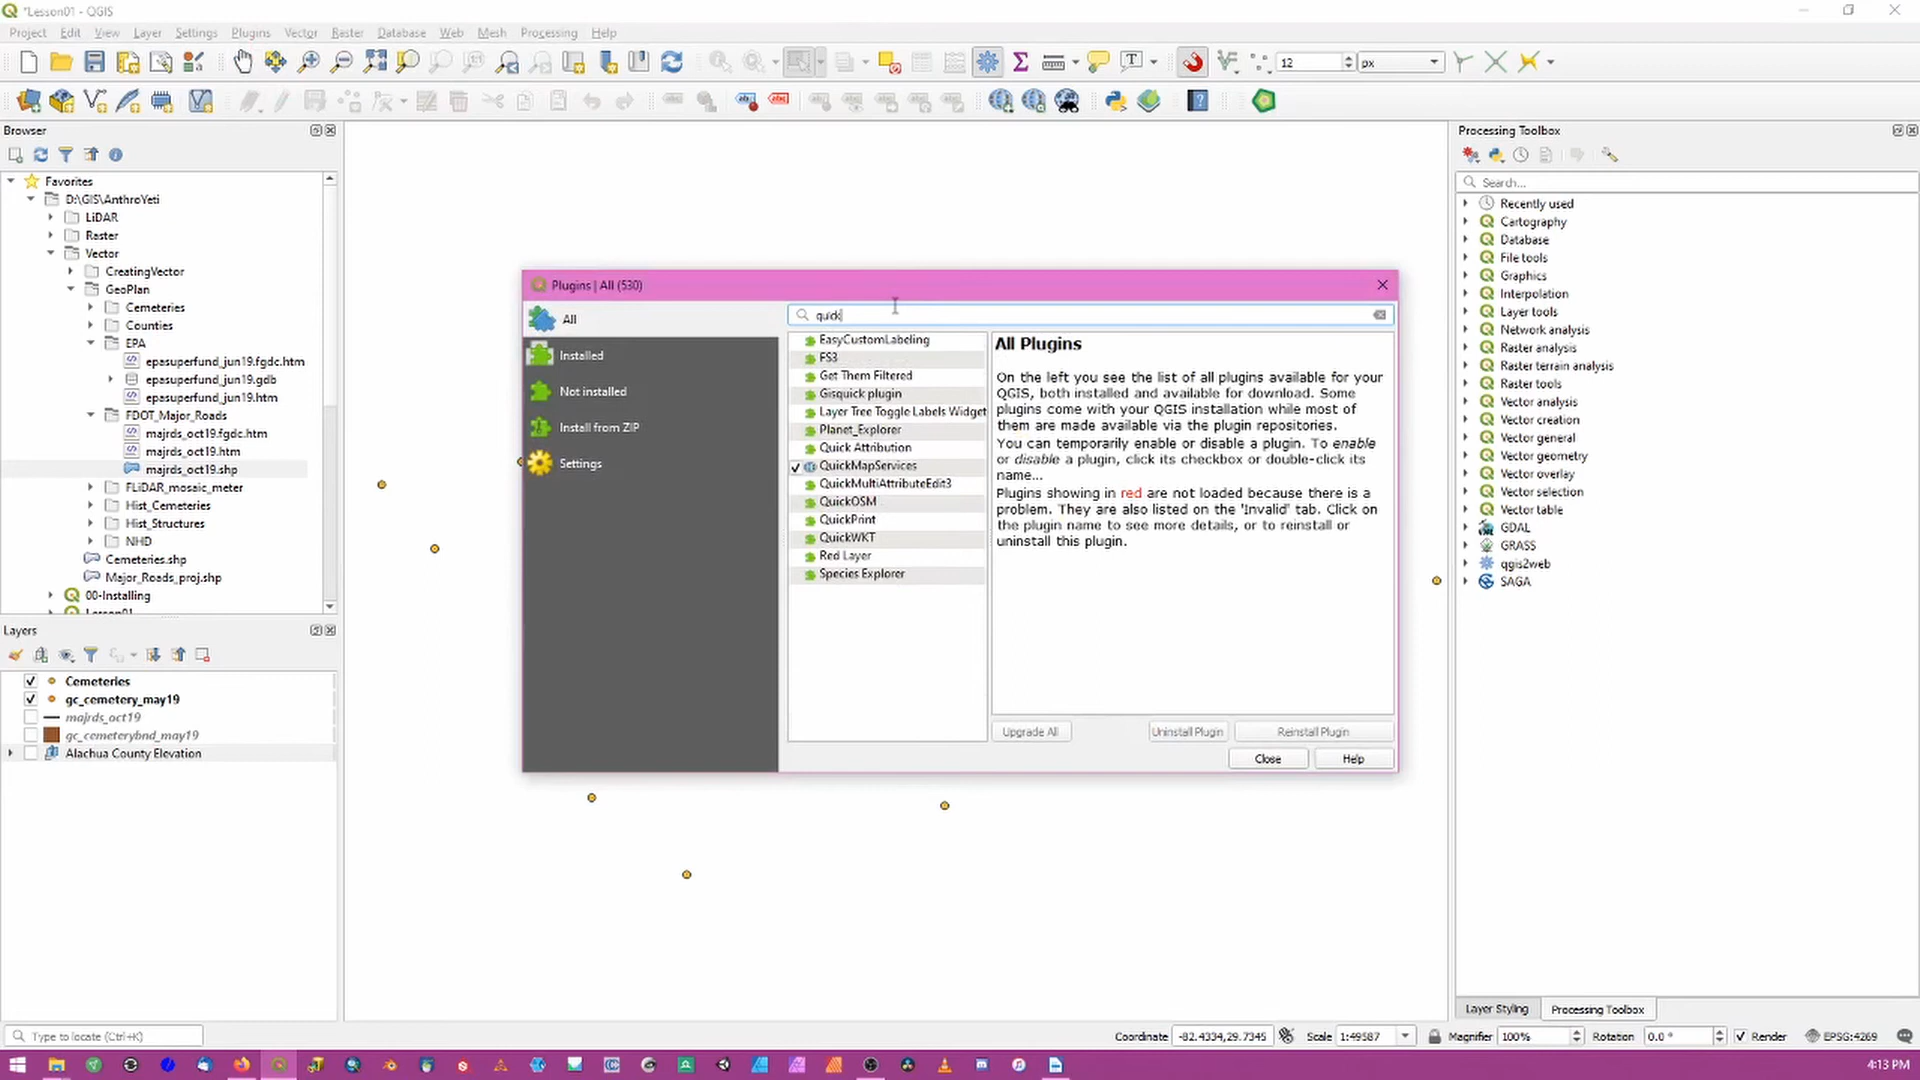 *Lesson01 - QGIS
Project Edit View Layer Settings Plugins Vector Raster Database Web Mesh Processing Help
12 px
Browser
Favorites
D:\GIS\AnthroYeti
LiDAR
Raster
Vector
CreatingVector
GeoPlan
Cemeteries
Counties
EPA
epasuperfund_jun19.fgdc.htm
epasuperfund_jun19.gdb
epasuperfund_jun19.htm
FDOT_Major_Roads
majrds_oct19.fgdc.htm
majrds_oct19.htm
majrds_oct19.shp
FLiDAR_mosaic_meter
Hist_Cemeteries
Hist_Structures
NHD
Cemeteries.shp
Major_Roads_proj.shp
00-Installing
Lesson01
Layers
Cemeteries
gc_cemetery_may19
majrds_oct19
gc_cemeterybnd_may19
Alachua County Elevation
Plugins | All (530)
All
Installed
Not installed
Install from ZIP
Settings
quick
EasyCustomLabeling
FS3
Get Them Filtered
Gisquick plugin
Layer Tree Toggle Labels Widget
Planet_Explorer
Quick Attribution
QuickMapServices
QuickMultiAttributeEdit3
QuickOSM
QuickPrint
QuickWKT
Red Layer
Species Explorer
All Plugins
On the left you see the list of all plugins available for your
QGIS, both installed and available for download. Some
plugins come with your QGIS installation while most of
them are made available via the plugin repositories.
You can temporarily enable or disable a plugin. To enable
or disable a plugin, click its checkbox or double-click its
name...
Plugins showing in red are not loaded because there is a
problem. They are also listed on the 'Invalid' tab. Click on
the plugin name to see more details, or to reinstall or
uninstall this plugin.
Upgrade All Uninstall Plugin Reinstall Plugin
Close Help
Processing Toolbox
Search...
Recently used
Cartography
Database
File tools
Graphics
Interpolation
Layer tools
Network analysis
Raster analysis
Raster terrain analysis
Raster tools
Vector analysis
Vector creation
Vector general
Vector geometry
Vector overlay
Vector selection
Vector table
GDAL
GRASS
qgis2web
SAGA
Layer Styling Processing Toolbox
Type to locate (Ctrl+K) Coordinate -82.4334,29.7345 Scale 1:49587 Magnifier 100% Rotation 0.0 ° Render EPSG:4269
4:13 PM